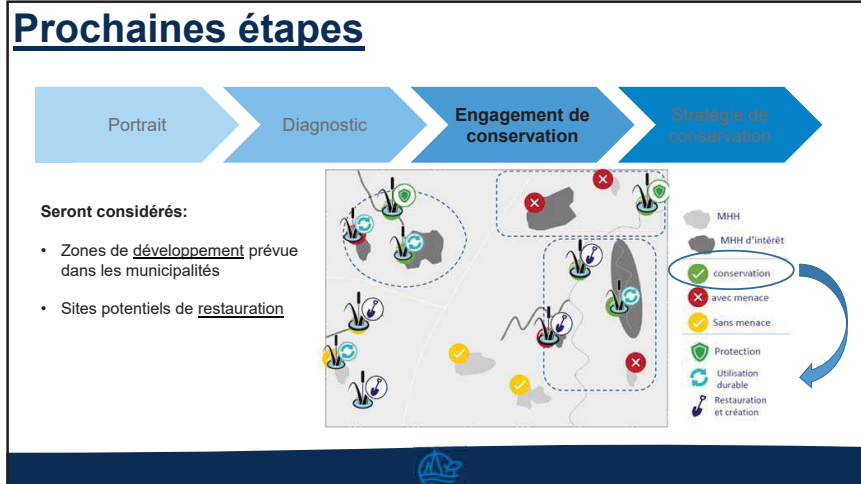 Prochaines étapes
Portrait
Diagnostic
Engagement de
conservation
Stratégie de
conservation
Seront considérés:
• Zones de développement prévue
dans les municipalités
• Sites potentiels de restauration
MHH
MHH d'intérêt
conservation
avec menace
Sans menace
Protection
Utilisation
durable
Restauration
et création